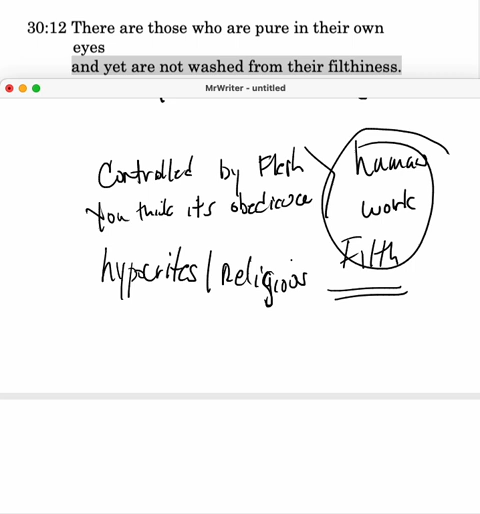 30:12 There are those who are pure in their own
eyes
and yet are not washed from their filthiness.
MrWriter - untitled
Controlled by Flesh
You think its obedience
hypocrites / Religious
human
work
Filth